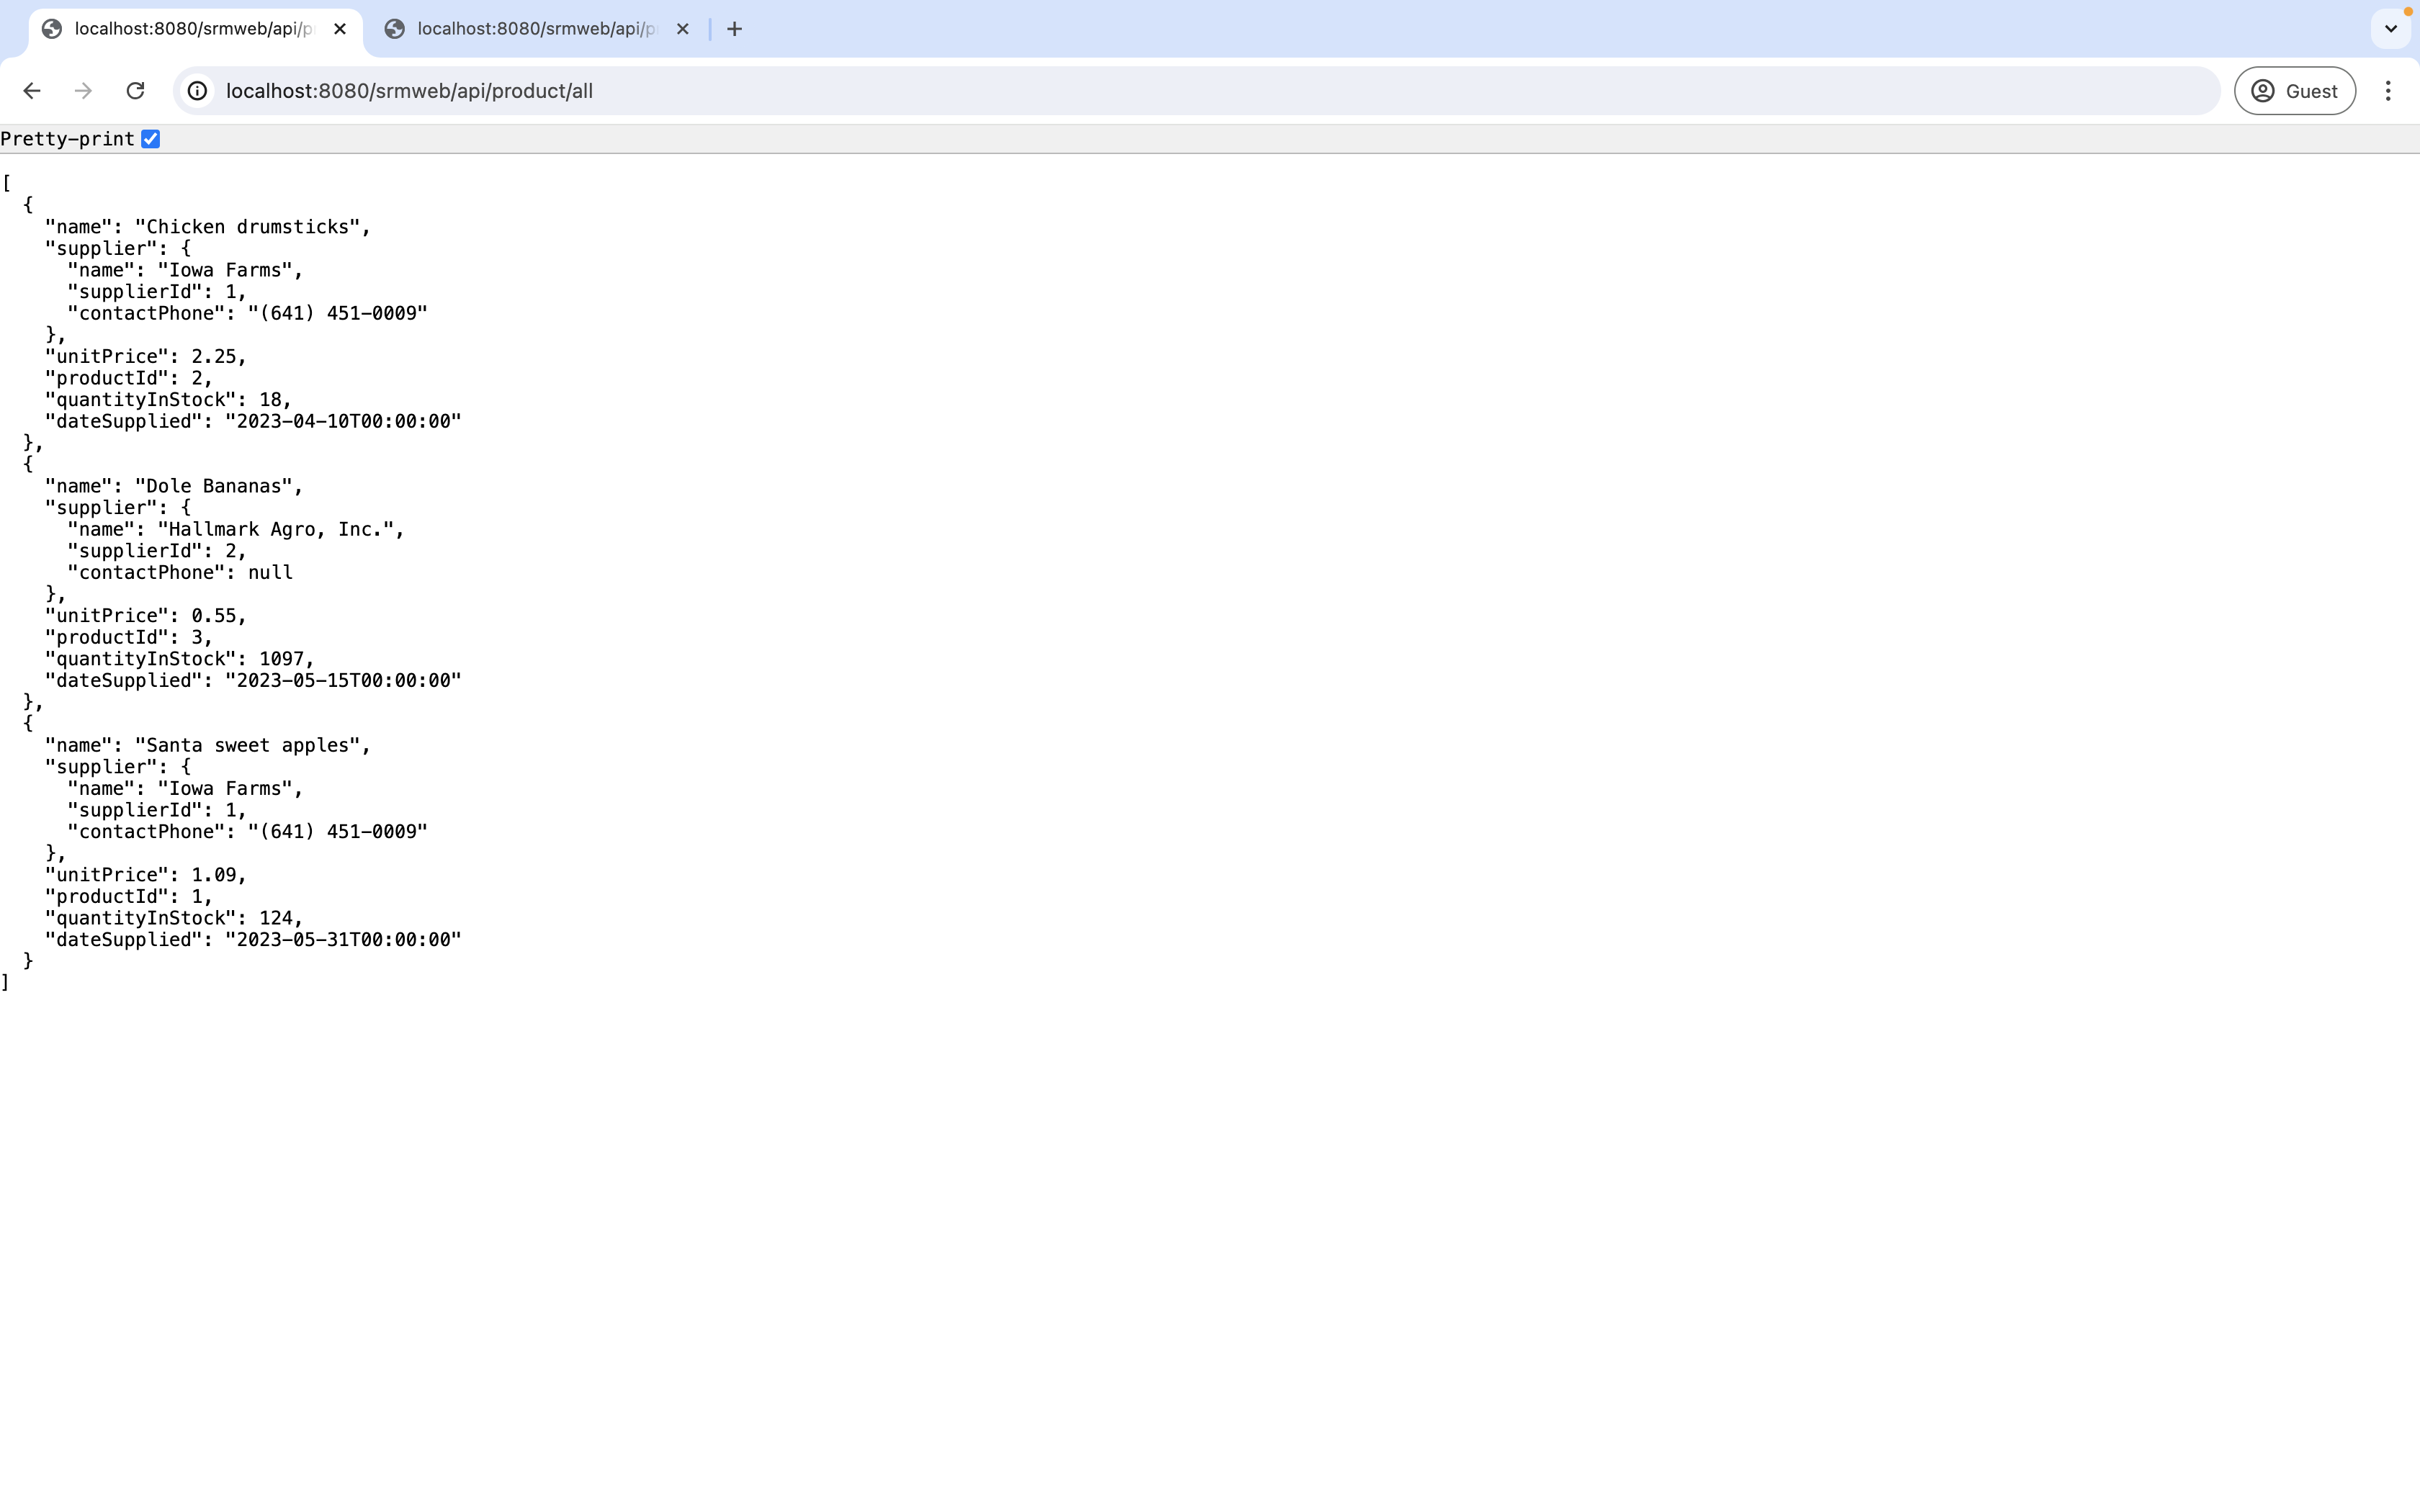 localhost:8080/srmweb/api/p
localhost:8080/srmweb/api/p
localhost:8080/srmweb/api/product/all
Guest
Pretty-print
[
  {
    "name": "Chicken drumsticks",
    "supplier": {
      "name": "Iowa Farms",
      "supplierId": 1,
      "contactPhone": "(641) 451-0009"
    },
    "unitPrice": 2.25,
    "productId": 2,
    "quantityInStock": 18,
    "dateSupplied": "2023-04-10T00:00:00"
  },
  {
    "name": "Dole Bananas",
    "supplier": {
      "name": "Hallmark Agro, Inc.",
      "supplierId": 2,
      "contactPhone": null
    },
    "unitPrice": 0.55,
    "productId": 3,
    "quantityInStock": 1097,
    "dateSupplied": "2023-05-15T00:00:00"
  },
  {
    "name": "Santa sweet apples",
    "supplier": {
      "name": "Iowa Farms",
      "supplierId": 1,
      "contactPhone": "(641) 451-0009"
    },
    "unitPrice": 1.09,
    "productId": 1,
    "quantityInStock": 124,
    "dateSupplied": "2023-05-31T00:00:00"
  }
]